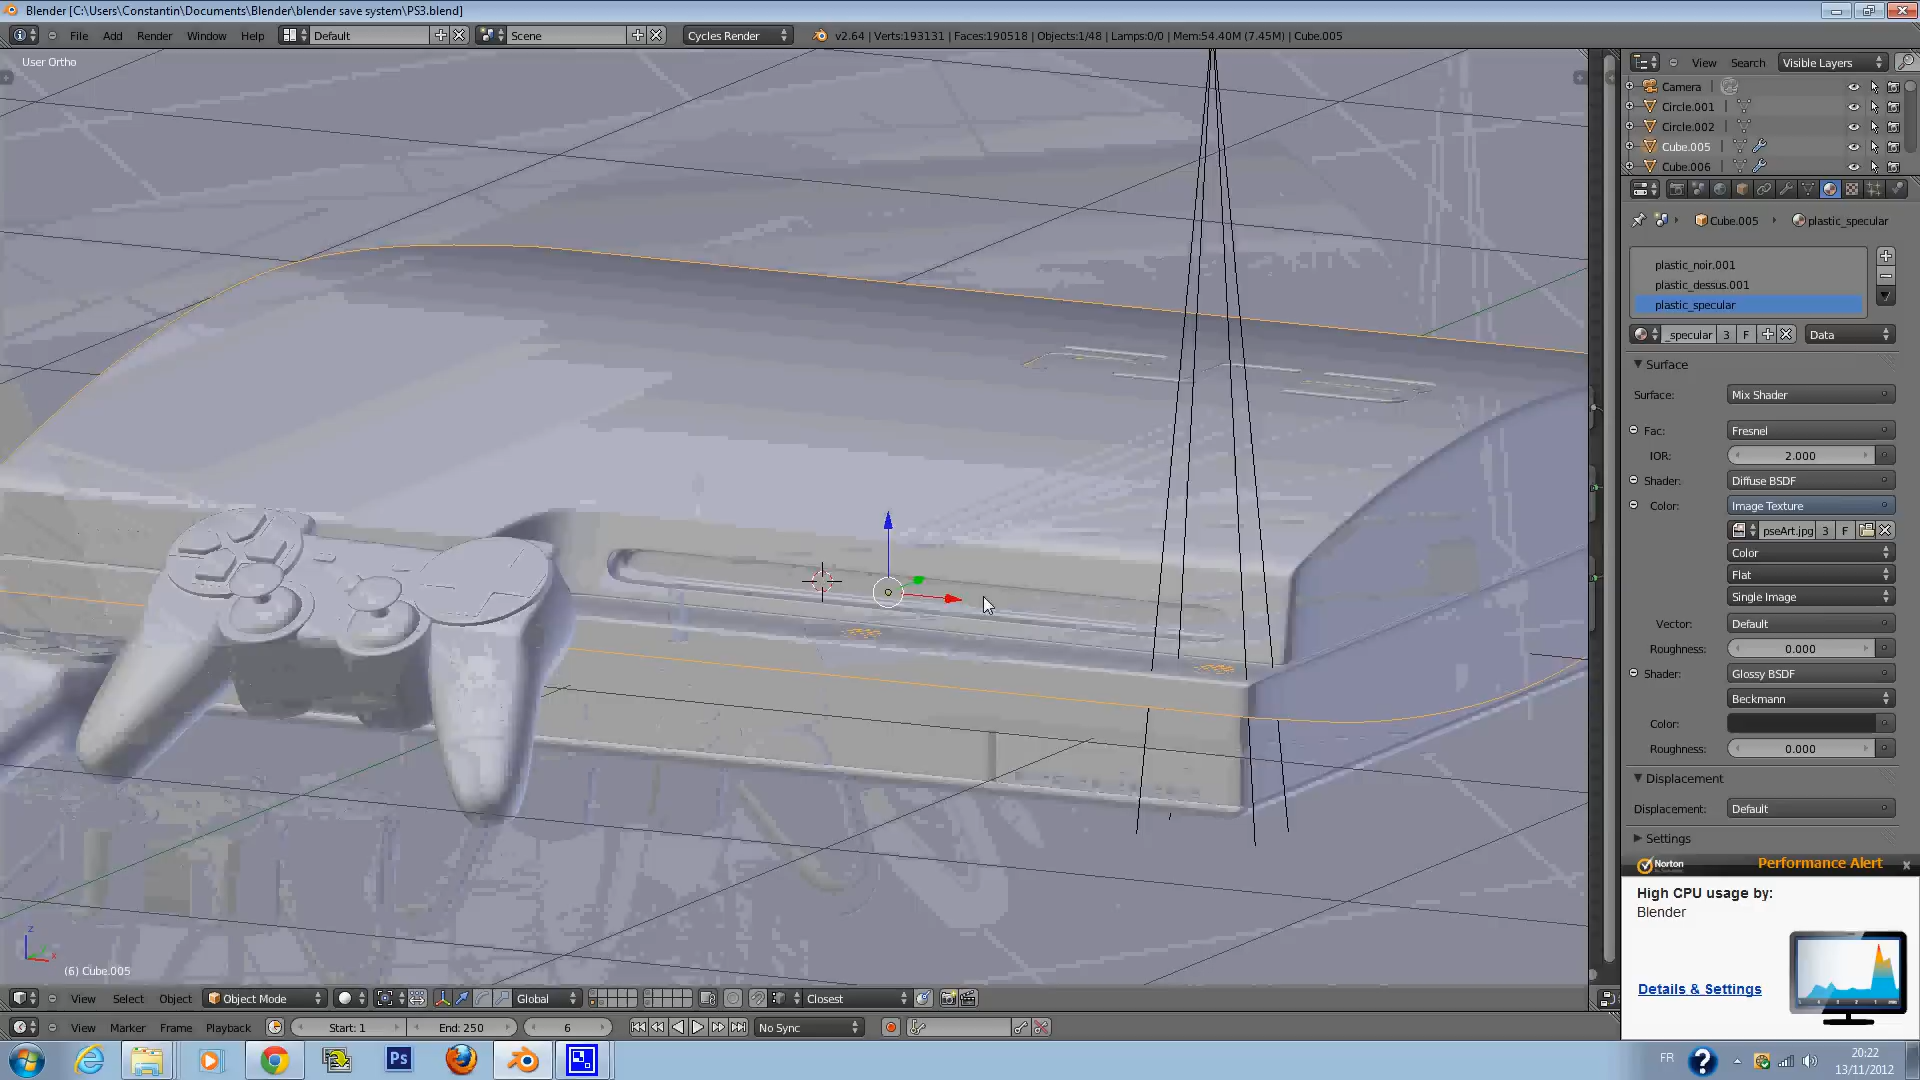 Blender [C:\Users\Constantin\Documents\Blender\blender save system\PS3.blend]
File Add Render Window Help Default Scene Cycles Render v2.64 | Verts:193131 | Faces:190518 | Objects:1/48 | Lamps:0/0 | Mem:54.40M (7.45M) | Cube.005
User Ortho
View Search Visible Layers
Camera
Circle.001
Circle.002
Cube.005
Cube.006
Cube.005 plastic_specular
plastic_noir.001
plastic_dessus.001
plastic_specular
_specular 3 F Data
Surface
Surface: Mix Shader
Fac: Fresnel
IOR: 2.000
Shader: Diffuse BSDF
Color: Image Texture
pseArt.jpg 3 F
Color
Flat
Single Image
Vector: Default
Roughness: 0.000
Shader: Glossy BSDF
Beckmann
Color:
Roughness: 0.000
Displacement
Displacement: Default
Settings
Norton Performance Alert
High CPU usage by:
Blender
Details & Settings
z
x
(6) Cube.005
View Select Object Object Mode Global Closest
View Marker Frame Playback Start: 1 End: 250 6 No Sync
Ps
FR
20:22
13/11/2012